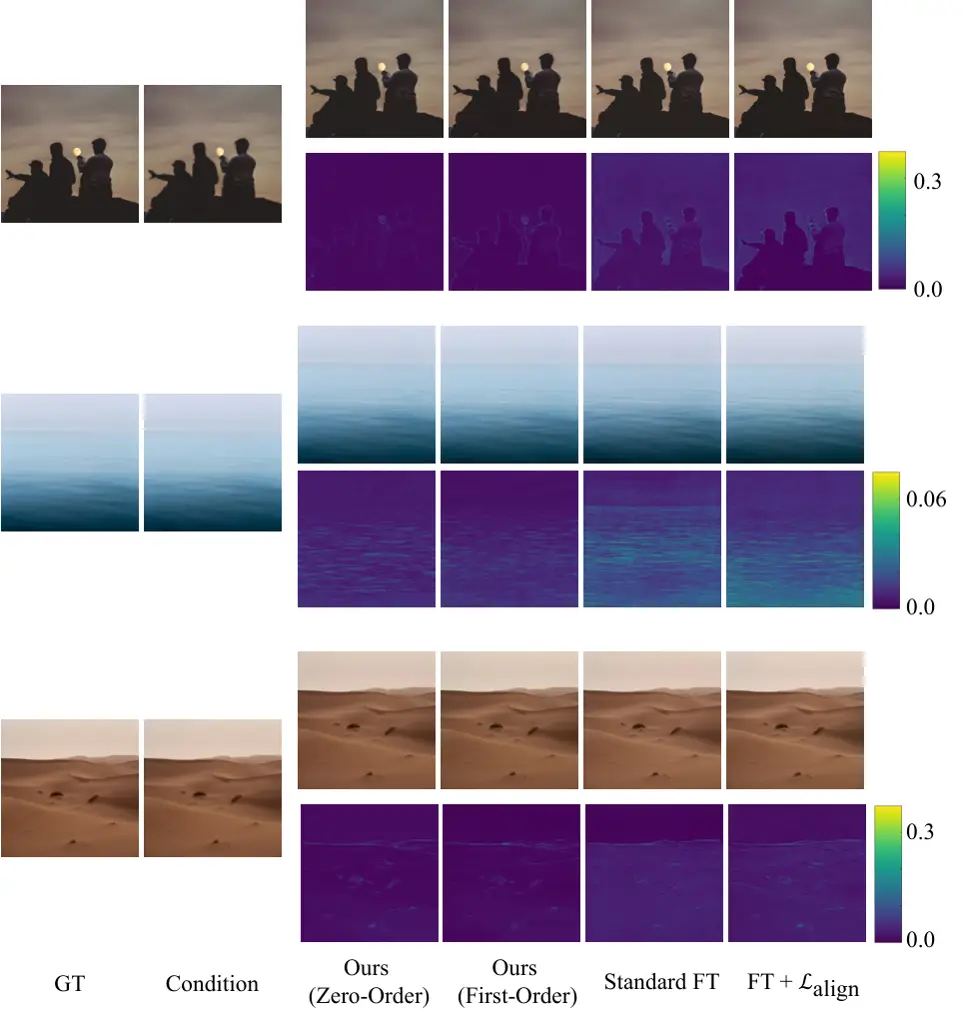 0.3
0.0
0.06
0.0
0.3
0.0
GT
Condition
Ours
(Zero-Order)
Ours
(First-Order)
Standard FT
FT + ℒalign